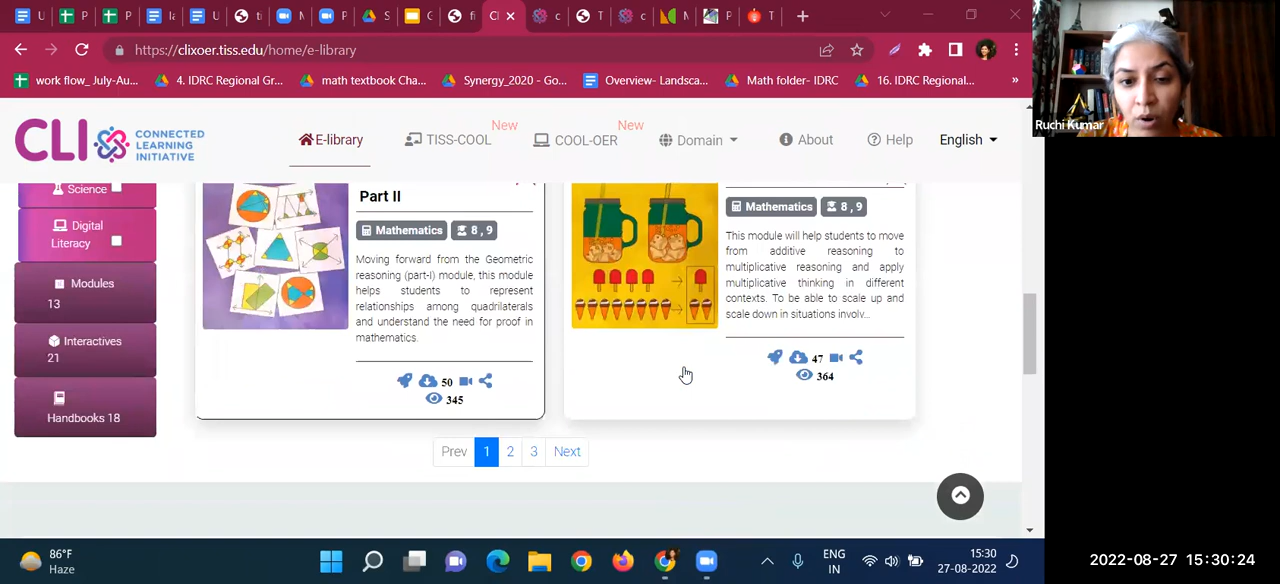 U
P
P
la
U
ti
N
P
S
C
fi
Cl
c
T
c
M
P
T
https://clixoer.tiss.edu/home/e-library
work flow_July-Au...
4. IDRC Regional Gr...
math textbook Cha...
Synergy_2020 - Go...
Overview- Landsca...
Math folder- IDRC
16. IDRC Regional...
»
Ruchi Kumar
CLI
CONNECTED
LEARNING
INITIATIVE
E-library
TISS-COOL
New
COOL-OER
New
Domain
About
Help
English
Science
Digital
Literacy
Modules
13
Interactives
21
Handbooks 18
Part II
Mathematics
8 , 9
Moving forward from the Geometric
reasoning (part-I) module, this module
helps students to represent
relationships among quadrilaterals
and understand the need for proof in
mathematics.
50
345
Mathematics
8 , 9
This module will help students to move
from additive reasoning to
multiplicative reasoning and apply
multiplicative thinking in different
contexts. To be able to scale up and
scale down in situations involv...
47
364
Prev 1 2 3 Next
86°F
Haze
ENG
IN
15:30
27-08-2022
2022-08-27 15:30:24